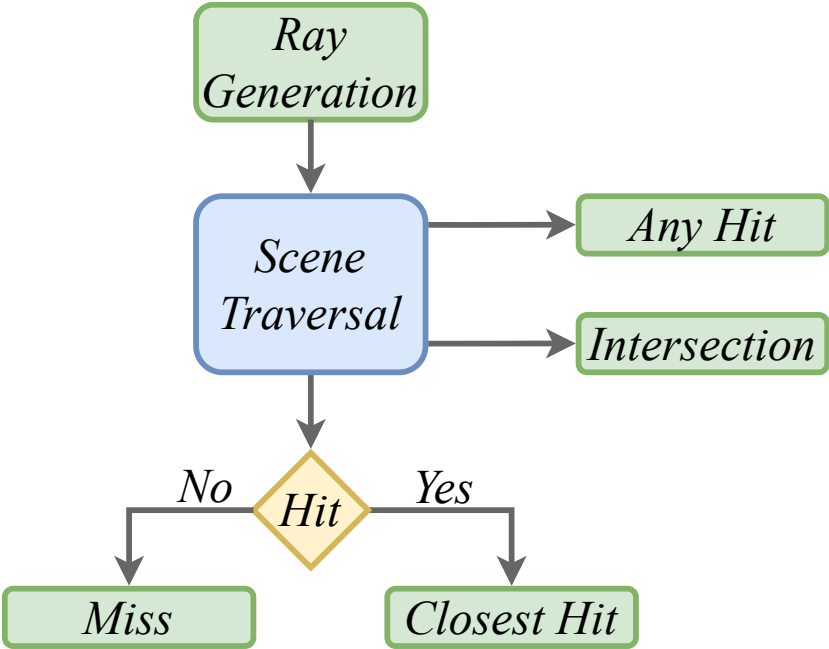 Ray
Generation
Scene
Traversal
Any Hit
Intersection
No
Hit
Yes
Miss
Closest Hit